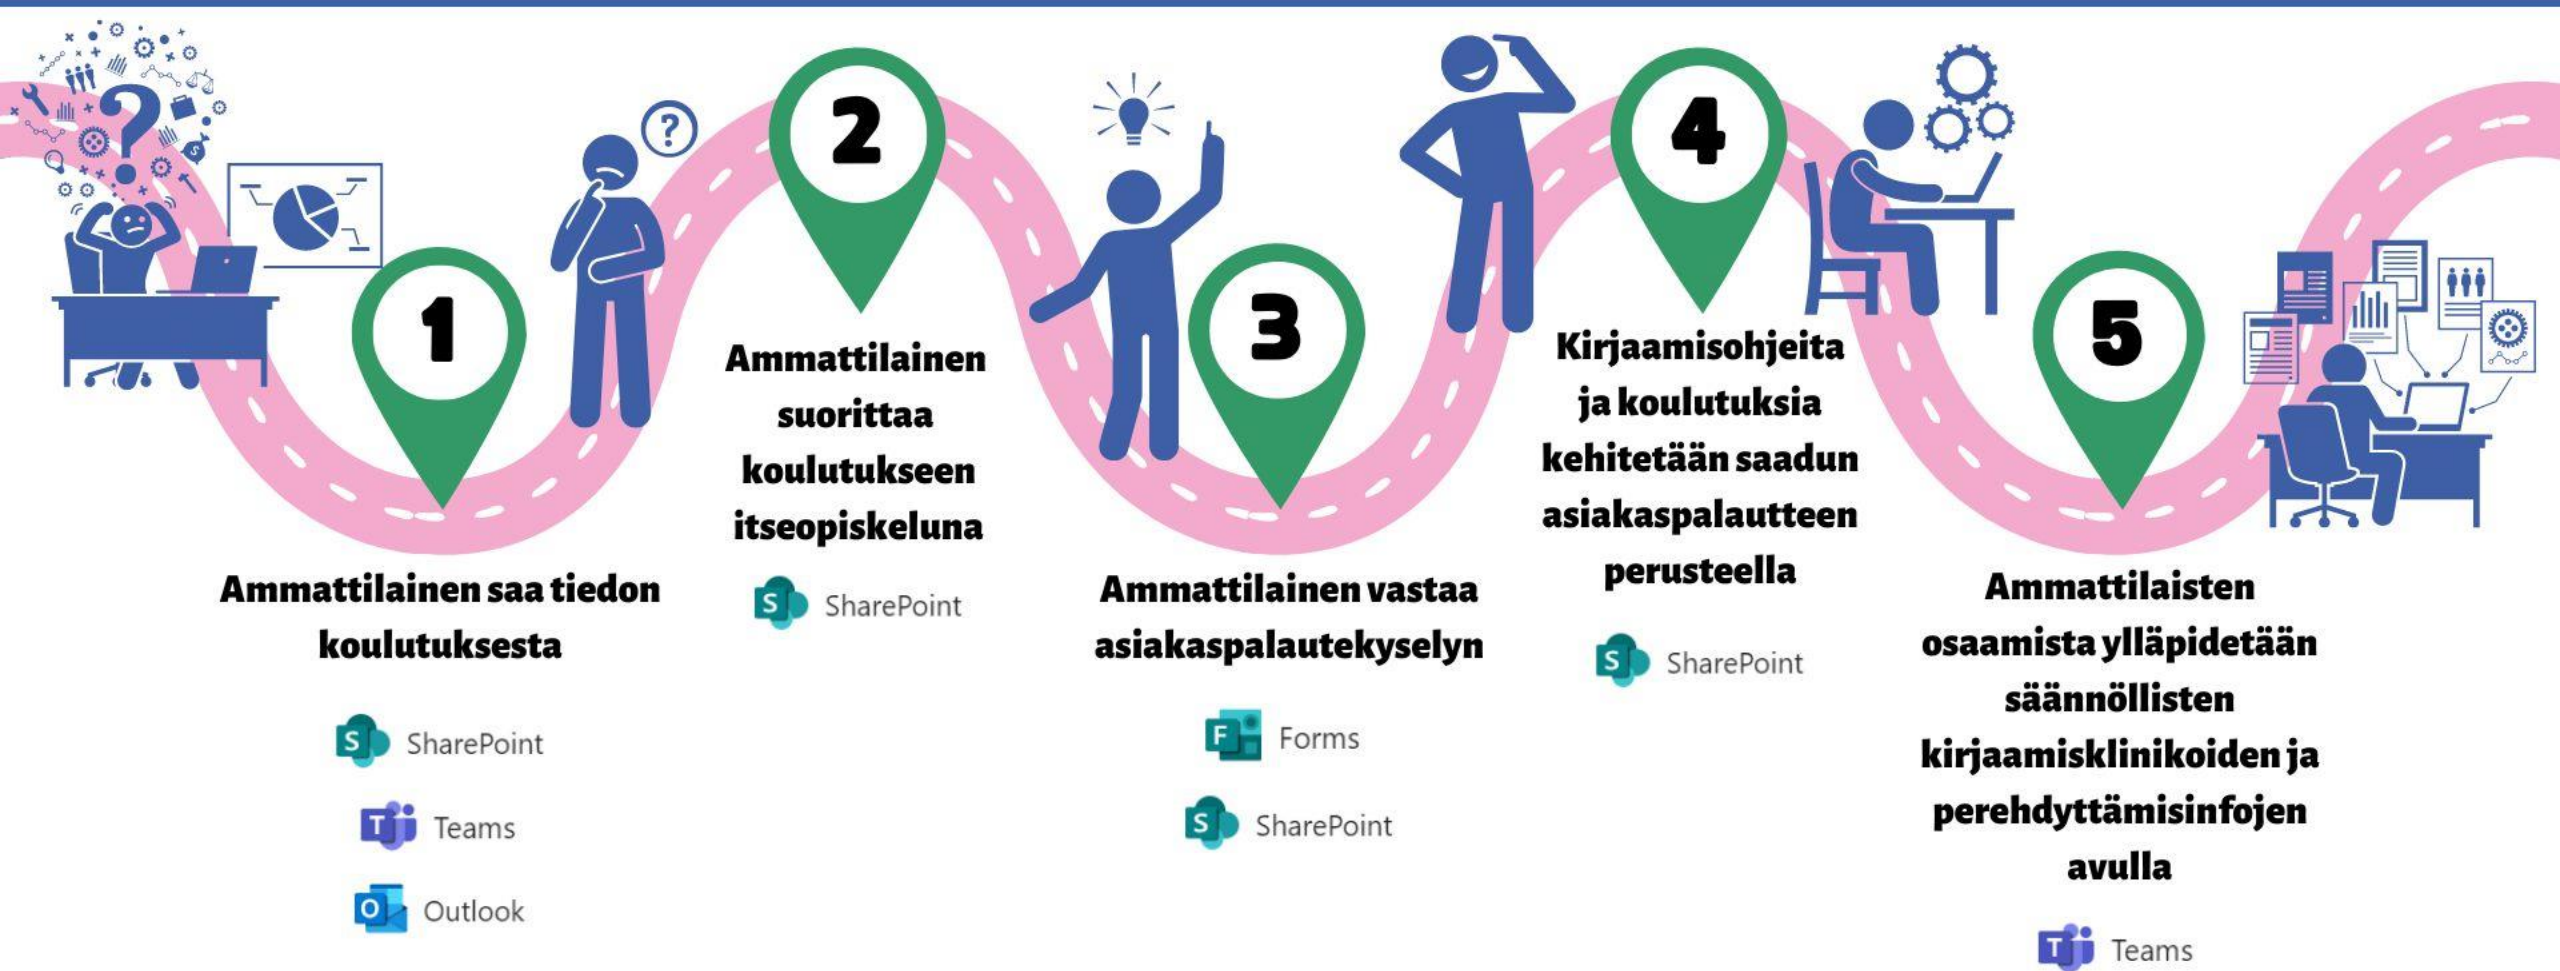 1
Ammattilainen saa tiedon
koulutuksesta
S SharePoint
T Teams
O Outlook
2
Ammattilainen
suorittaa
koulutukseen
itseopiskeluna
S SharePoint
3
Ammattilainen vastaa
asiakaspalautekyselyn
F Forms
S SharePoint
4
Kirjaamisohjeita
ja koulutuksia
kehitetään saadun
asiakaspalautteen
perusteella
S SharePoint
5
Ammattilaisten
osaamista ylläpidetään
säännöllisten
kirjaamisklinikoiden ja
perehdyttämisinfojen
avulla
T Teams